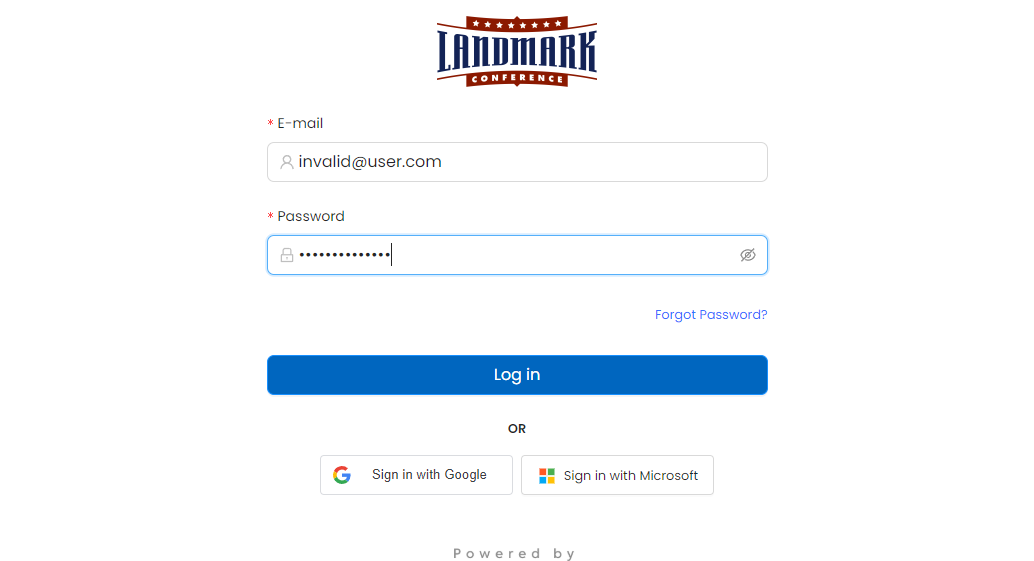 LANDMARK
CONFERENCE
* E-mail
invalid@user.com
* Password
••••••••••••••
Forgot Password?
Log in
OR
Sign in with Google
Sign in with Microsoft
Powered by